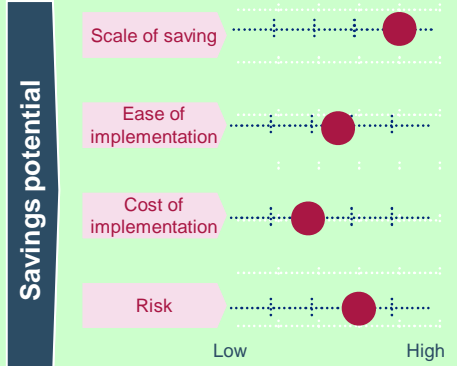 Savings potential
Scale of saving
Ease of
implementation
Cost of
implementation
Risk
Low High